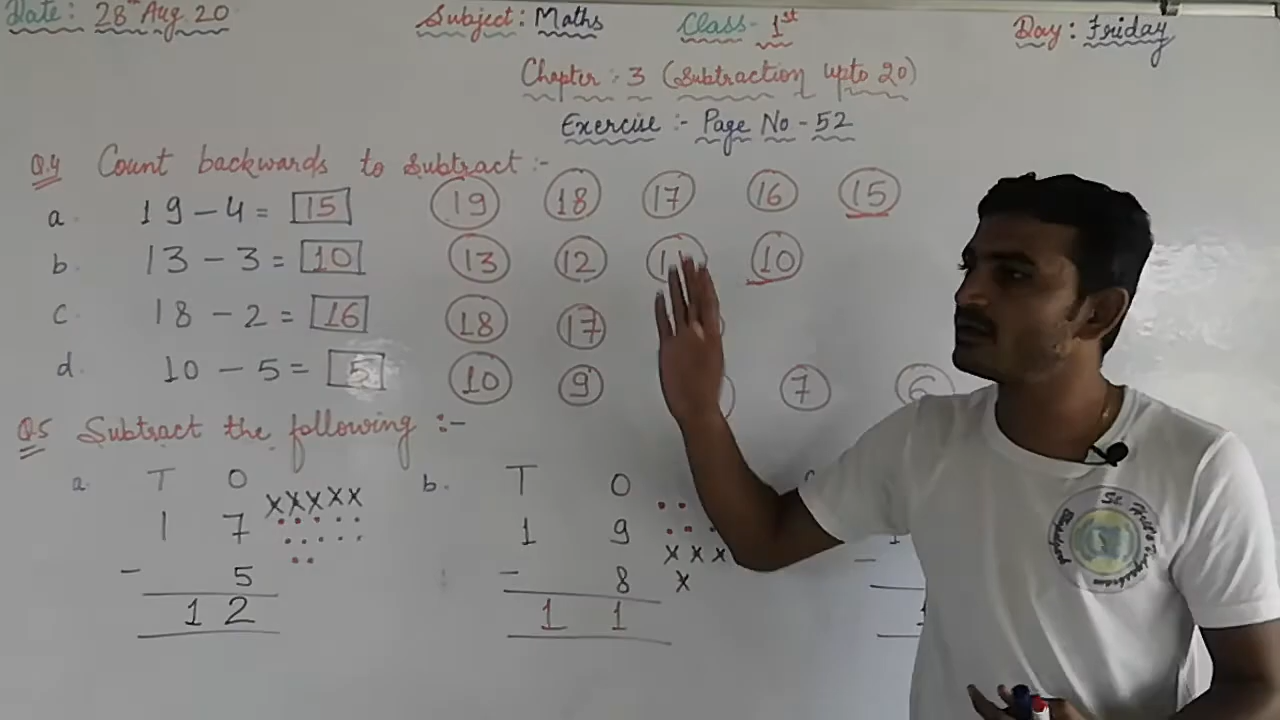 Date: 28th Aug 20 Subject: Maths Class- 1st Day: Friday
Chapter :- 3 (Subtraction upto 20)
Exercise :- Page No - 52
Q.4 Count backwards to Subtract :-
a. 19 - 4 = 15 19 18 17 16 15
b. 13 - 3 = 10 13 12 10
c. 18 - 2 = 16 18 17
d. 10 - 5 = 5 10 9 7 6
Q.5 Subtract the following :-
a. T O b. T O
1 7 1 9
- 5 - 8
1 2 1 1